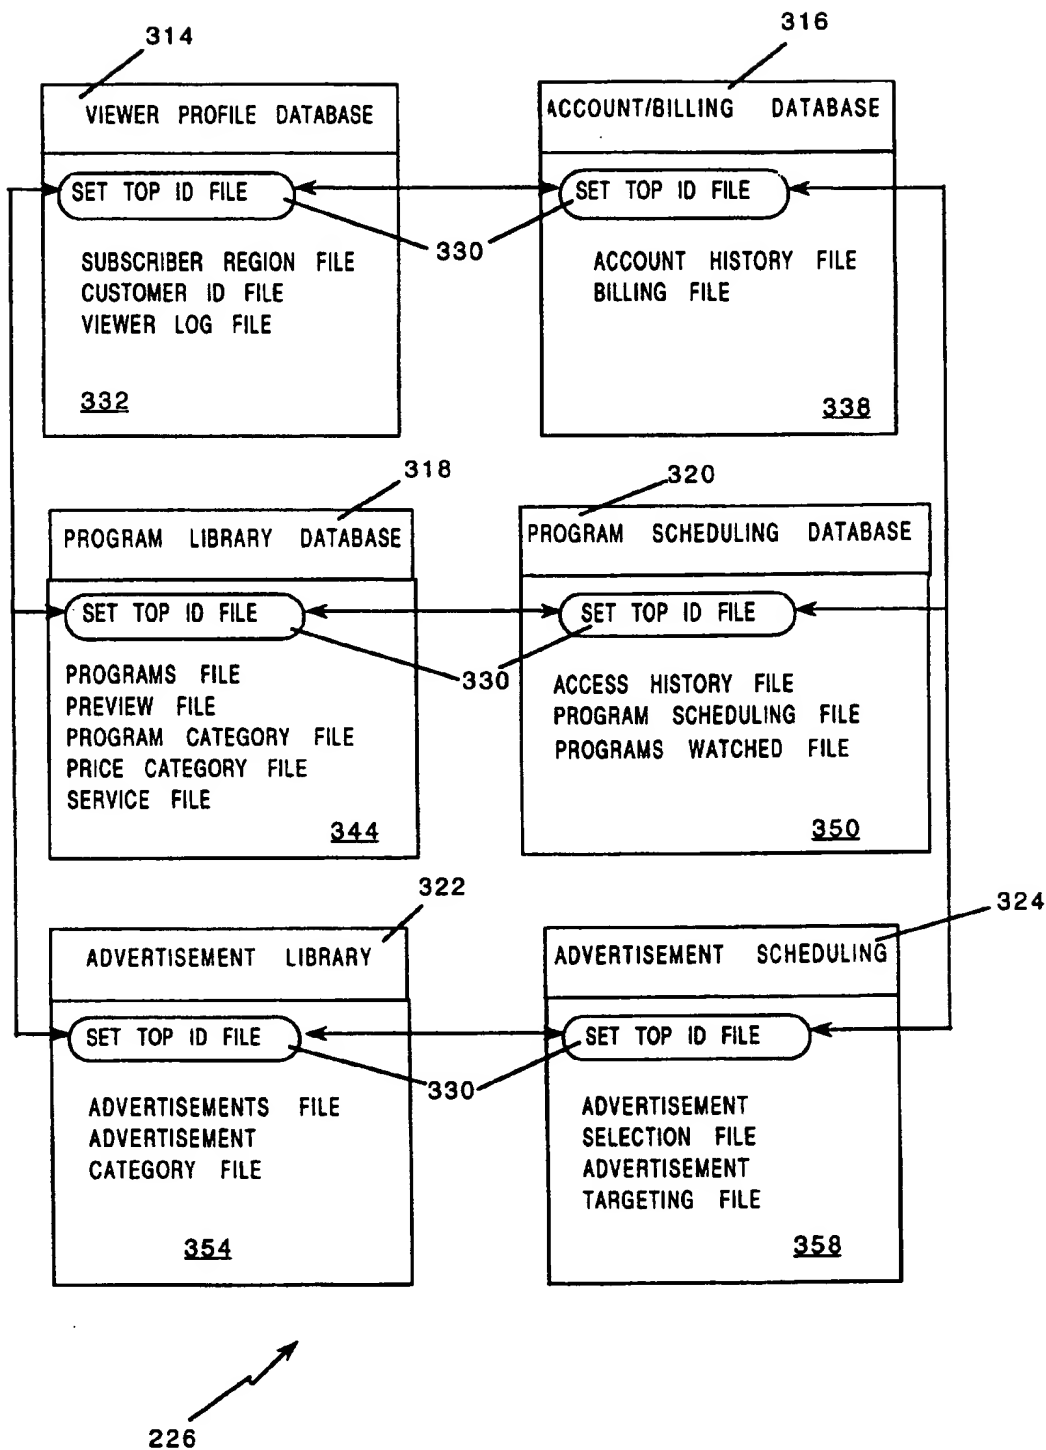 314
316
VIEWER PROFILE DATABASE
ACCOUNT/BILLING DATABASE
SET TOP ID FILE
SET TOP ID FILE
330
SUBSCRIBER REGION FILE
CUSTOMER ID FILE
VIEWER LOG FILE
332
ACCOUNT HISTORY FILE
BILLING FILE
338
318
320
PROGRAM LIBRARY DATABASE
PROGRAM SCHEDULING DATABASE
SET TOP ID FILE
SET TOP ID FILE
330
PROGRAMS FILE
PREVIEW FILE
PROGRAM CATEGORY FILE
PRICE CATEGORY FILE
SERVICE FILE
344
ACCESS HISTORY FILE
PROGRAM SCHEDULING FILE
PROGRAMS WATCHED FILE
350
322
324
ADVERTISEMENT LIBRARY
ADVERTISEMENT SCHEDULING
SET TOP ID FILE
SET TOP ID FILE
330
ADVERTISEMENTS FILE
ADVERTISEMENT
CATEGORY FILE
354
ADVERTISEMENT
SELECTION FILE
ADVERTISEMENT
TARGETING FILE
358
226